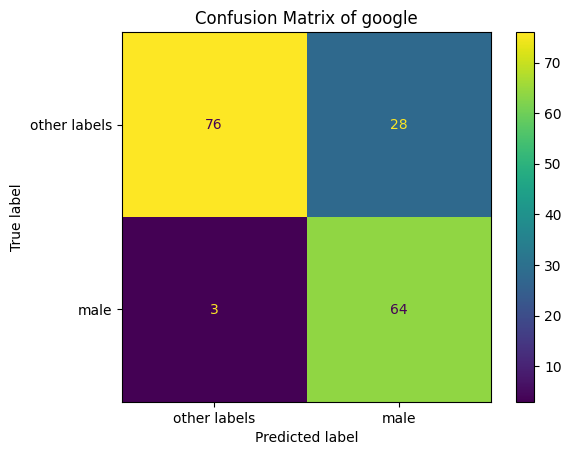 Confusion Matrix of google
True label
other labels
male
76
28
3
64
other labels
male
Predicted label
70
60
50
40
30
20
10